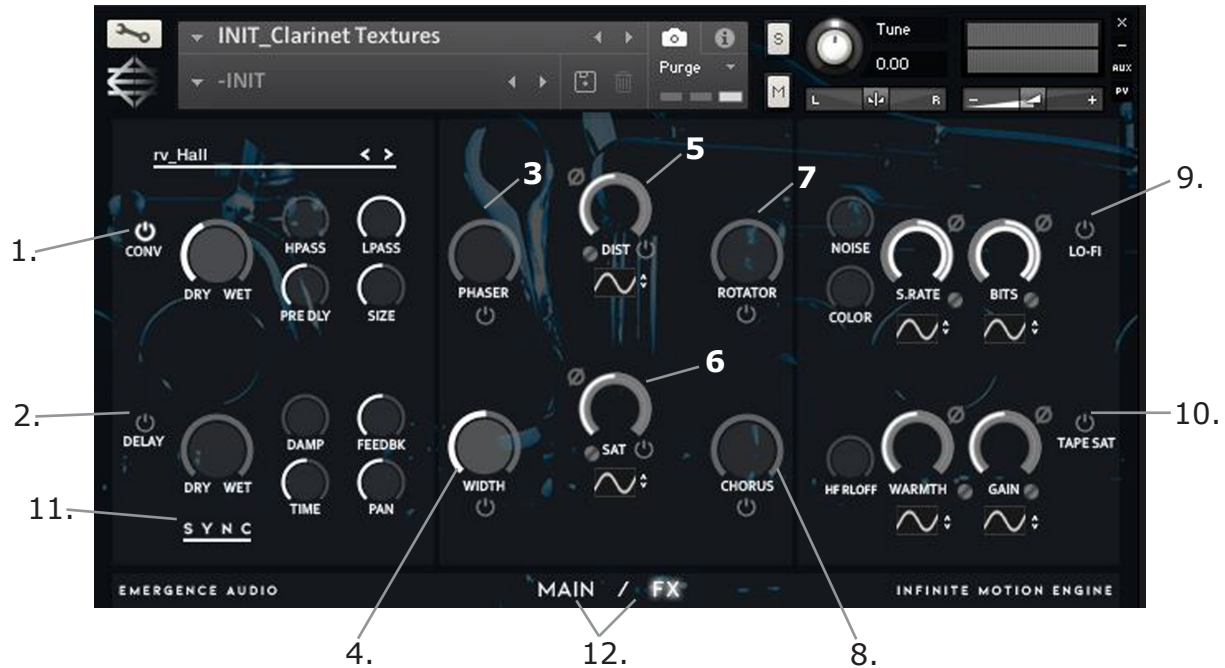 INIT_Clarinet Textures
-INIT
Purge
S
M
Tune
0.00
L R
- +
×
–
AUX
PV
rv_Hall < >
1.
CONV
DRY WET
HPASS
LPASS
PRE DLY
SIZE
2.
DELAY
DRY WET
DAMP
FEEDBK
TIME
PAN
11.
SYNC
3
PHASER
4.
WIDTH
5
Ø
DIST
6
Ø
SAT
7
ROTATOR
8.
CHORUS
9.
LO-FI
NOISE
COLOR
S.RATE
Ø
BITS
Ø
10.
TAPE SAT
HF RLOFF
WARMTH
Ø
GAIN
Ø
EMERGENCE AUDIO
MAIN / FX
12.
INFINITE MOTION ENGINE